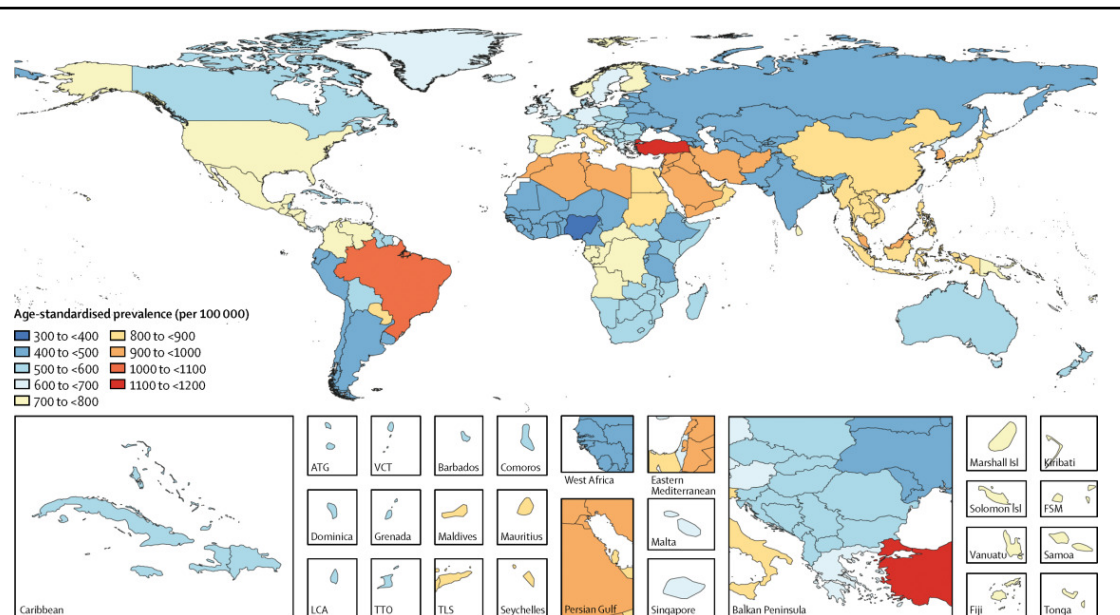 Age-standardised prevalence (per 100 000)
300 to <400
400 to <500
500 to <600
600 to <700
700 to <800
800 to <900
900 to <1000
1000 to <1100
1100 to <1200
Caribbean
ATG
VCT
Barbados
Comoros
Dominica
Grenada
Maldives
Mauritius
LCA
TTO
TLS
Seychelles
West Africa
Eastern
Mediterranean
Persian Gulf
Malta
Singapore
Balkan Peninsula
Marshall Isl
Kiribati
Solomon Isl
FSM
Vanuatu
Samoa
Fiji
Tonga